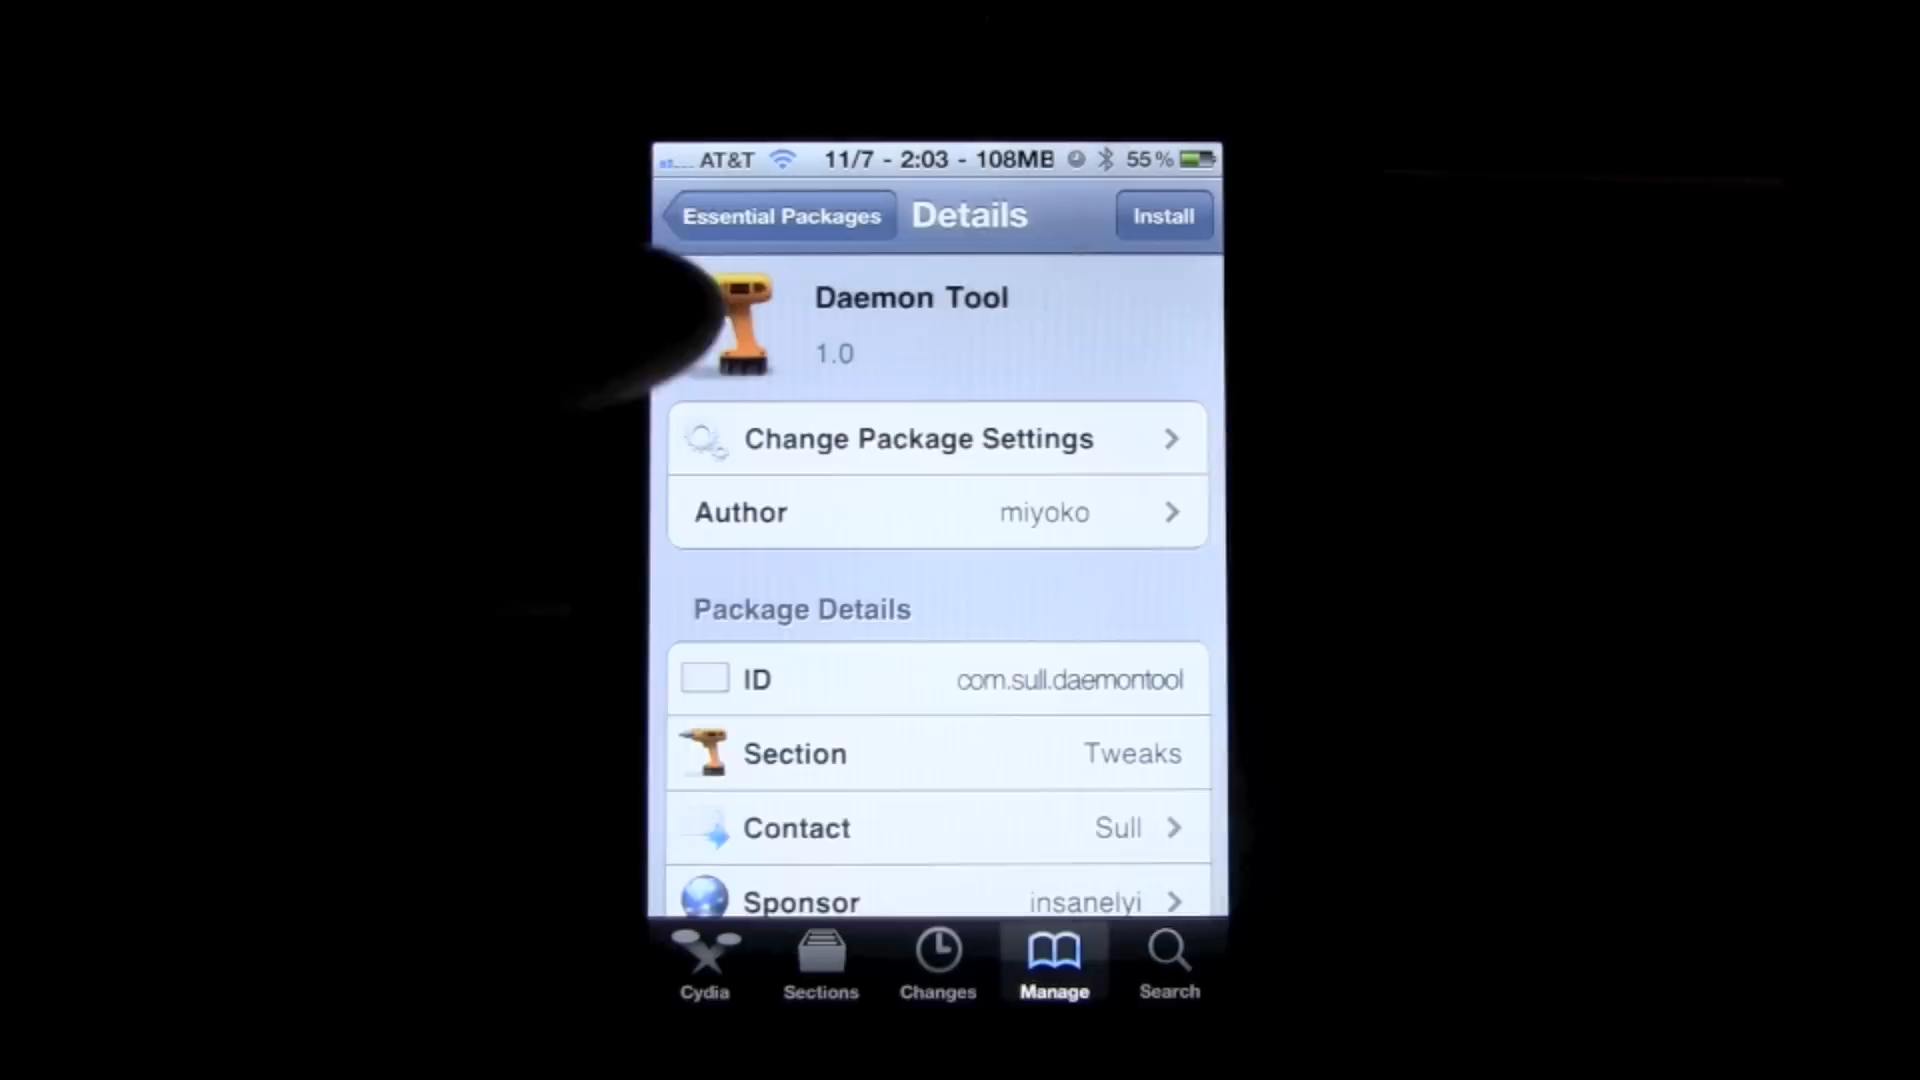 AT&T 11/7 - 2:03 - 108MB 55%
Essential Packages Details Install
Daemon Tool
1.0
Change Package Settings
Author miyoko
Package Details
ID com.sull.daemontool
Section Tweaks
Contact Sull
Sponsor insanelyi
Cydia Sections Changes Manage Search